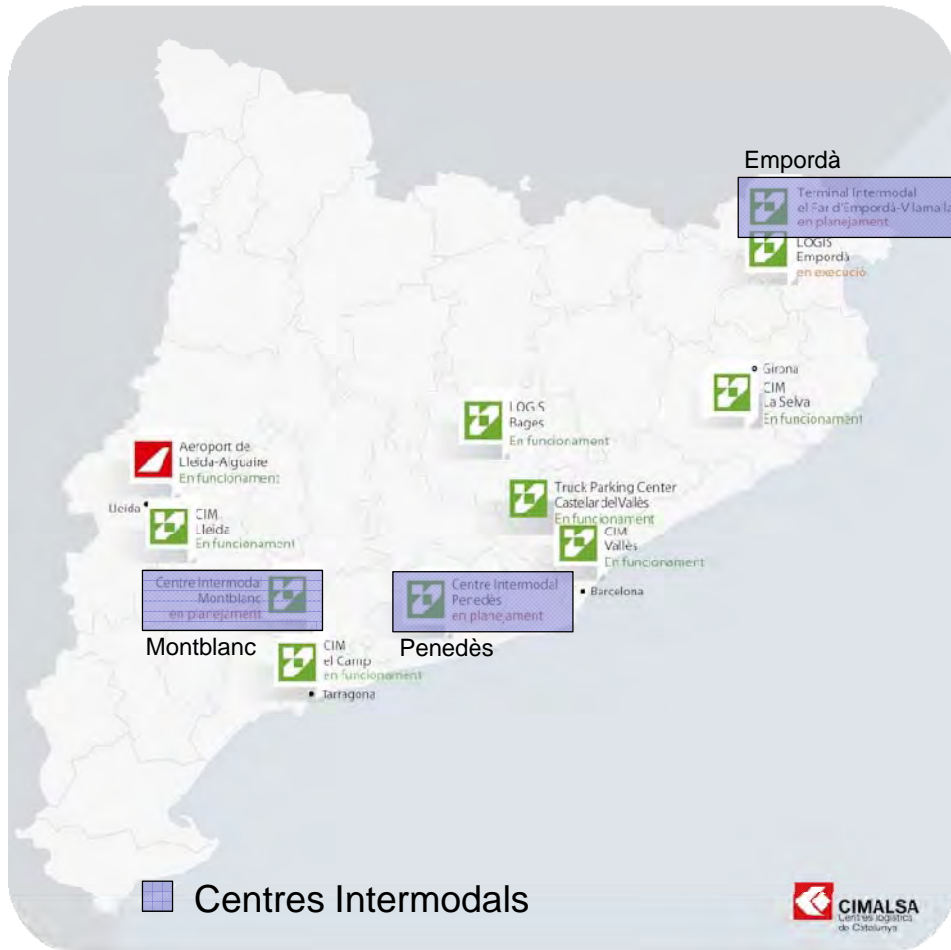 Empordà
Terminal Intermodal
el Far d'Empordà-Vilamalla
en planejament
LOGIS
Empordà
en execució
Girona
CIM
La Selva
En funcionament
LOGIS
Bages
En funcionament
Aeroport de
Lleida-Alguaire
En funcionament
Lleida
CIM
Lleida
En funcionament
Truck Parking Center
Castelar del Vallès
En funcionament
CIM
Vallès
En funcionament
Barcelona
Centre Intermodal
Montblanc
en planejament
Montblanc
Centre Intermodal
Penedès
en planejament
Penedès
CIM
el Camp
en funcionament
Tarragona
Centres Intermodals
CIMALSA
Centres logístics
de Catalunya